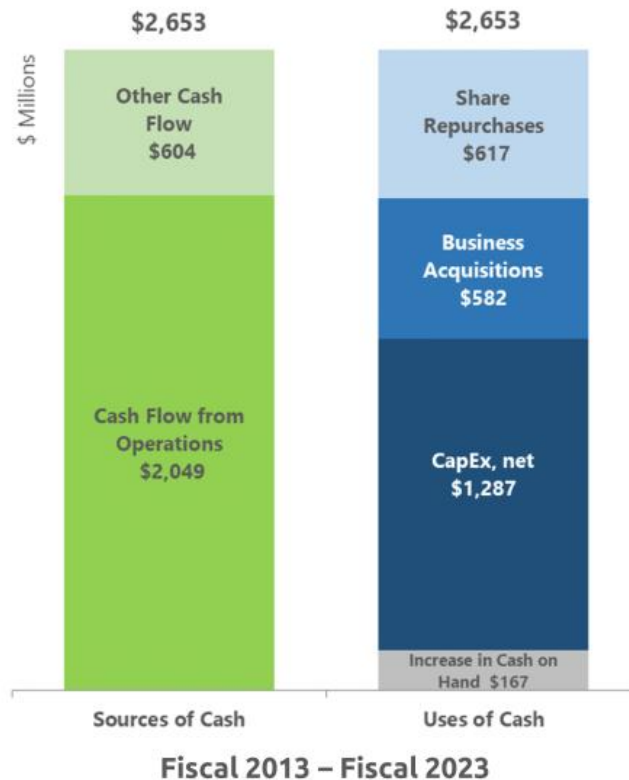 $2,653
$2,653
$ Millions
Other Cash
Flow
$604
Cash Flow from
Operations
$2,049
Share
Repurchases
$617
Business
Acquisitions
$582
CapEx, net
$1,287
Increase in Cash on
Hand $167
Sources of Cash
Uses of Cash
Fiscal 2013 – Fiscal 2023